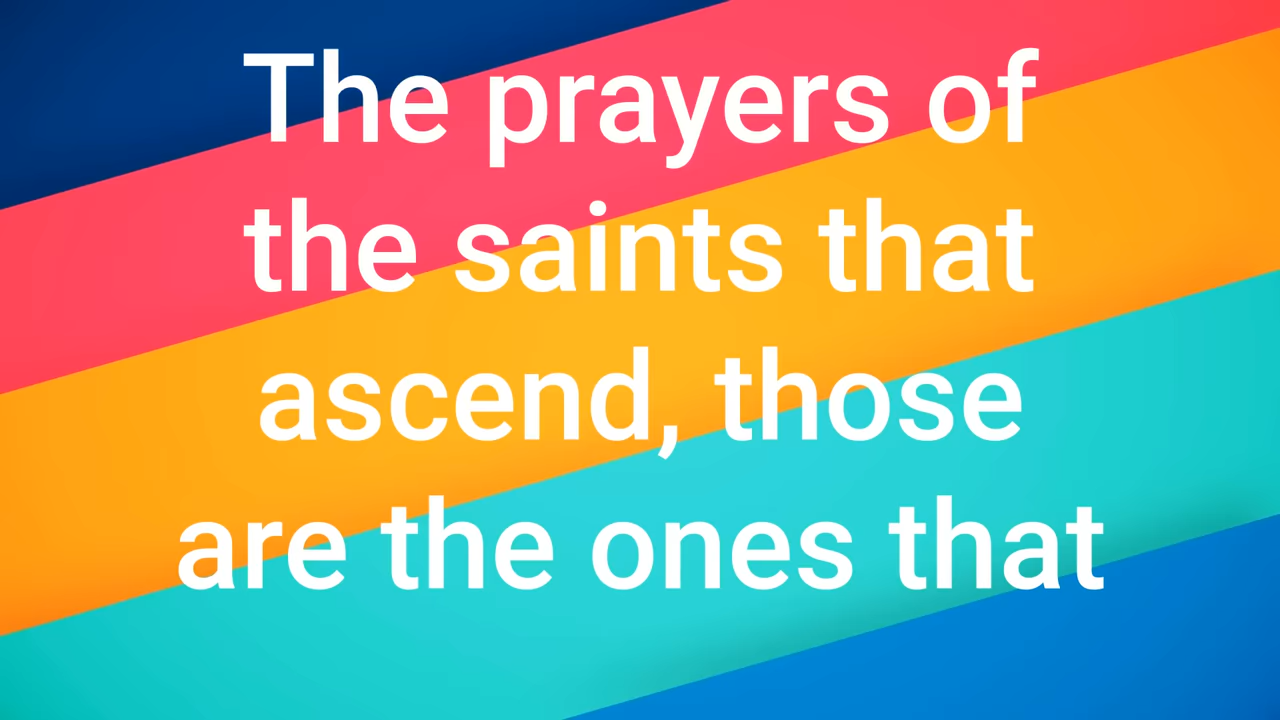 The prayers of
the saints that
ascend, those
are the ones that